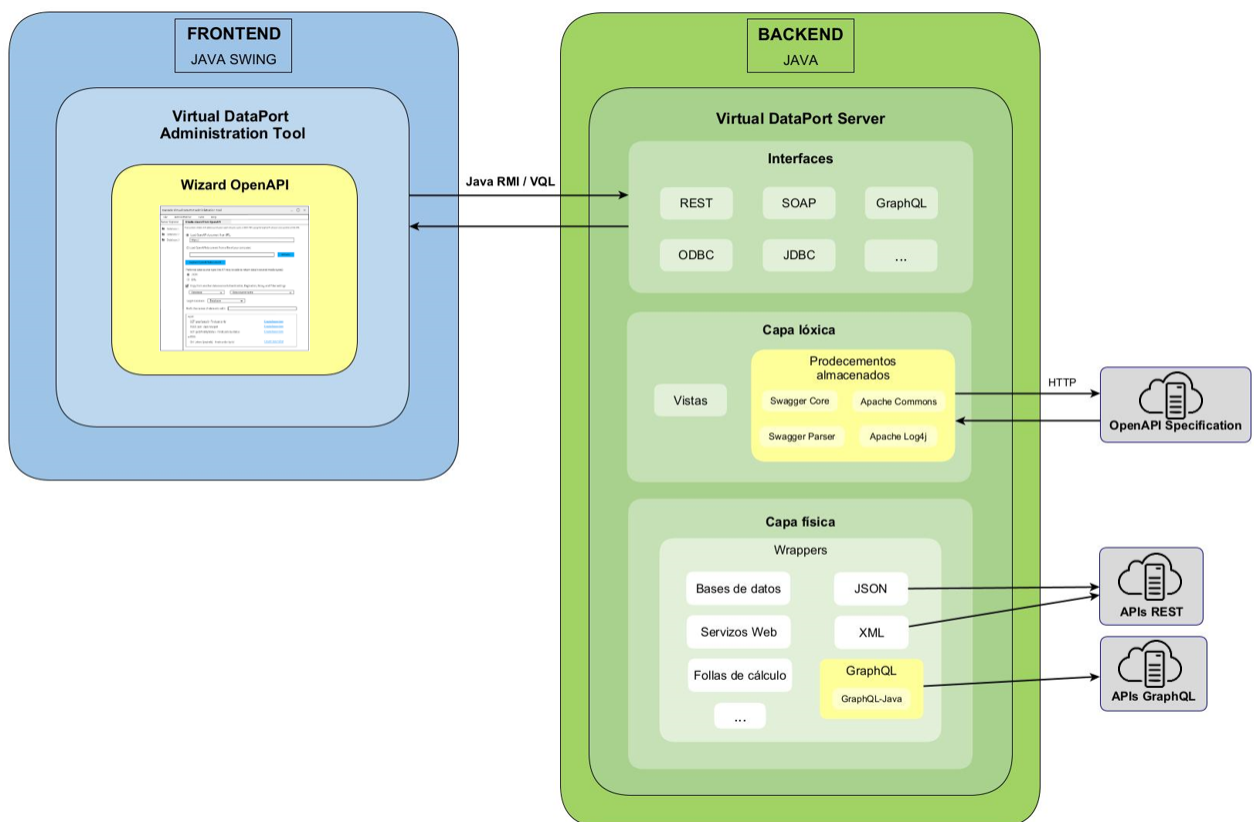 FRONTEND
JAVA SWING
Virtual DataPort
Administration Tool
Wizard OpenAPI
Java RMI / VQL
BACKEND
JAVA
Virtual DataPort Server
Interfaces
REST
SOAP
GraphQL
ODBC
JDBC
...
Capa lóxica
Vistas
Prodecementos
almacenados
Swagger Core
Apache Commons
Swagger Parser
Apache Log4j
HTTP
OpenAPI Specification
Capa física
Wrappers
Bases de datos
JSON
Servizos Web
XML
Follas de cálculo
GraphQL
GraphQL-Java
...
APIs REST
APIs GraphQL